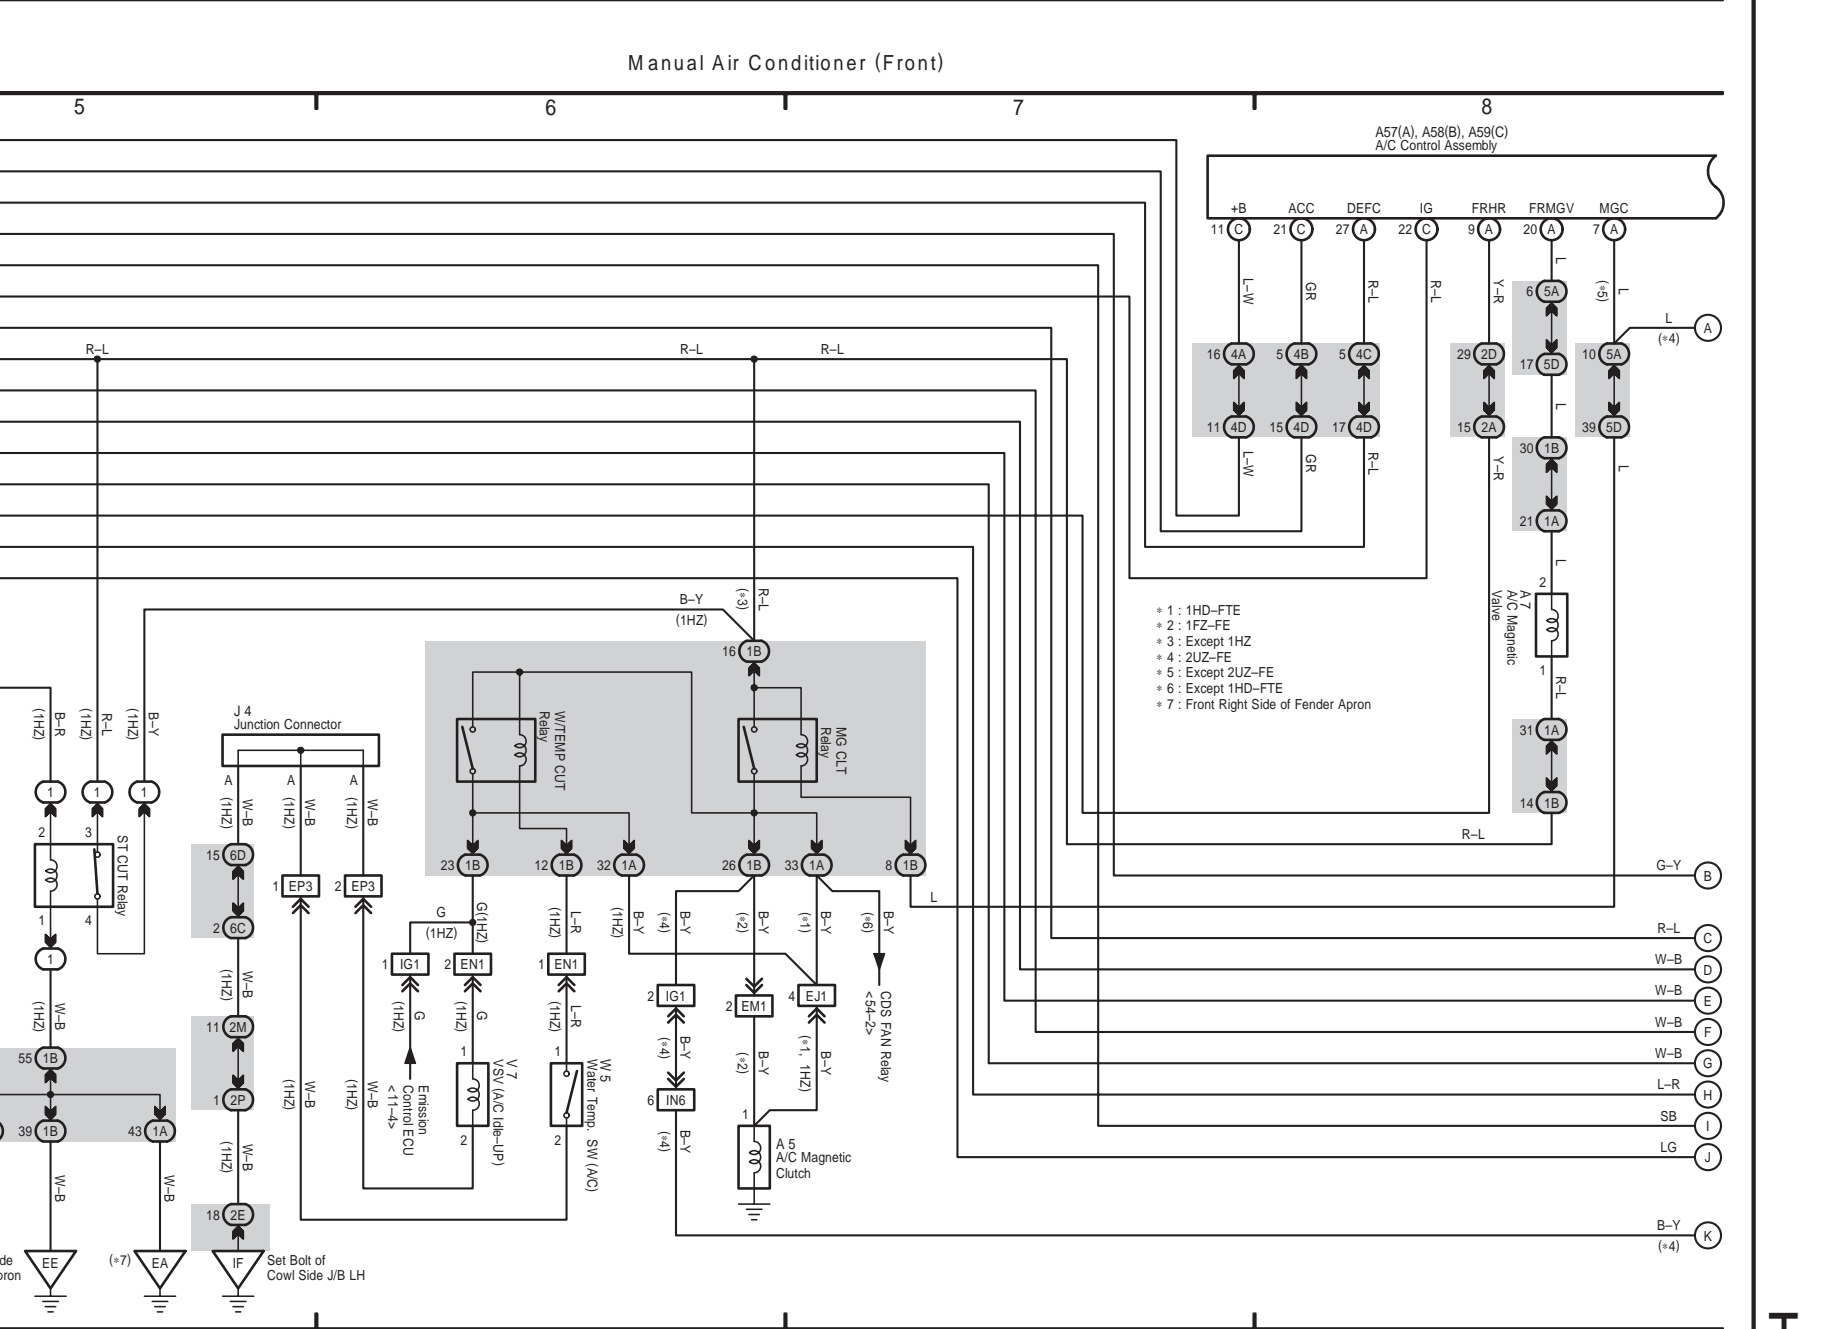 Manual Air Conditioner (Front)
5
6
7
8
A57(A), A58(B), A59(C)
A/C Control Assembly
+B
ACC
DEFC
IG
FRHR
FRMGV
MGC
11 C
21 C
27 A
22 C
9 A
20 A
7 A
L
L–W
GR
R–L
R–L
Y–R
6 5A
(*5)
L
L
(*4)
A
R–L
R–L
R–L
16 4A
5 4B
5 4C
29 2D
17 5D
10 5A
11 4D
15 4D
17 4D
15 2A
L
39 5D
L–W
GR
R–L
Y–R
30 1B
L
21 1A
L
2
A 7
A/C Magnetic
Valve
1
R–L
31 1A
14 1B
R–L
B–Y
(1HZ)
(*3)
R–L
* 1 : 1HD–FTE
* 2 : 1FZ–FE
* 3 : Except 1HZ
* 4 : 2UZ–FE
* 5 : Except 2UZ–FE
* 6 : Except 1HD–FTE
* 7 : Front Right Side of Fender Apron
16 1B
W/TEMP CUT
Relay
MG CLT
Relay
(1HZ)
B–R
(1HZ)
R–L
(1HZ)
B–Y
J 4
Junction Connector
A
A
A
(1HZ)
W–B
(1HZ)
W–B
(1HZ)
W–B
1
1
1
2
3
ST CUT Relay
1
4
1
15 6D
2 6C
1 EP3
2 EP3
23 1B
12 1B
32 1A
26 1B
33 1A
8 1B
L
G–Y
B
G
(1HZ)
G(1HZ)
(1HZ)
L–R
(1HZ)
B–Y
(*4)
B–Y
(*2)
B–Y
(*1)
B–Y
(*6)
B–Y
R–L
C
W–B
D
W–B
E
W–B
F
W–B
G
L–R
H
SB
I
LG
J
B–Y
(*4)
K
1 IG1
2 EN1
1 EN1
2 IG1
2 EM1
4 EJ1
CDS FAN Relay
<54–2>
(1HZ)
W–B
(1HZ)
W–B
(1HZ)
G
(1HZ)
G
(1HZ)
L–R
(*4)
B–Y
(*2)
B–Y
(*1, 1HZ)
B–Y
11 2M
1 2P
55 1B
39 1B
43 1A
(1HZ)
W–B
(1HZ)
W–B
Emission
Control ECU
<11–4>
1
V 7
VSV (A/C Idle–UP)
2
1
W 5
Water Temp. SW (A/C)
2
6 IN6
(*4)
B–Y
1
A 5
A/C Magnetic
Clutch
(1HZ)
W–B
W–B
W–B
18 2E
de
oron
EE
(*7)
EA
IF
Set Bolt of
Cowl Side J/B LH